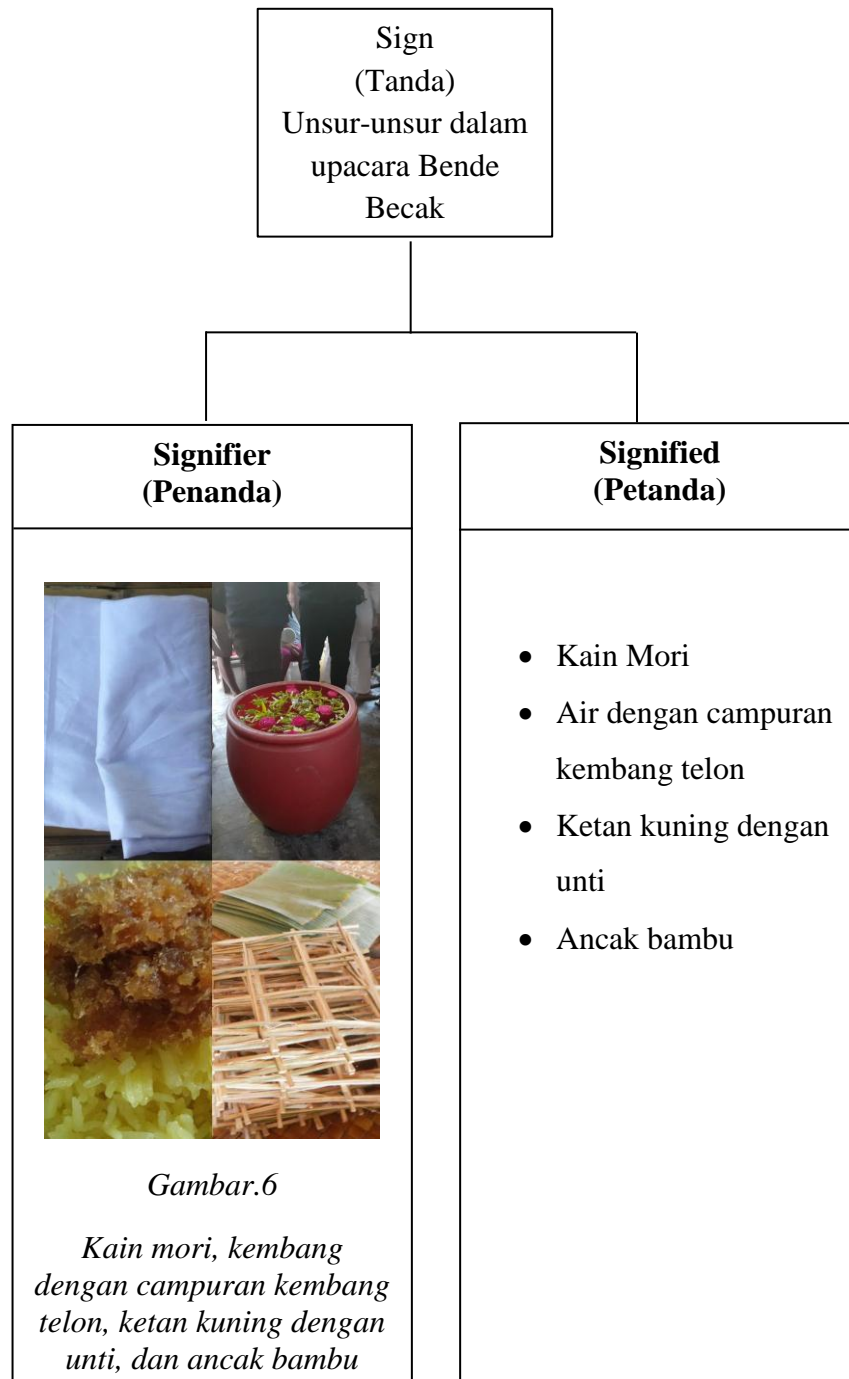 Sign
(Tanda)
Unsur-unsur dalam
upacara Bende
Becak
Signifier
(Penanda)
Gambar.6
Kain mori, kembang
dengan campuran kembang
telon, ketan kuning dengan
unti, dan ancak bambu
Signified
(Petanda)
• Kain Mori
• Air dengan campuran
kembang telon
• Ketan kuning dengan
unti
• Ancak bambu